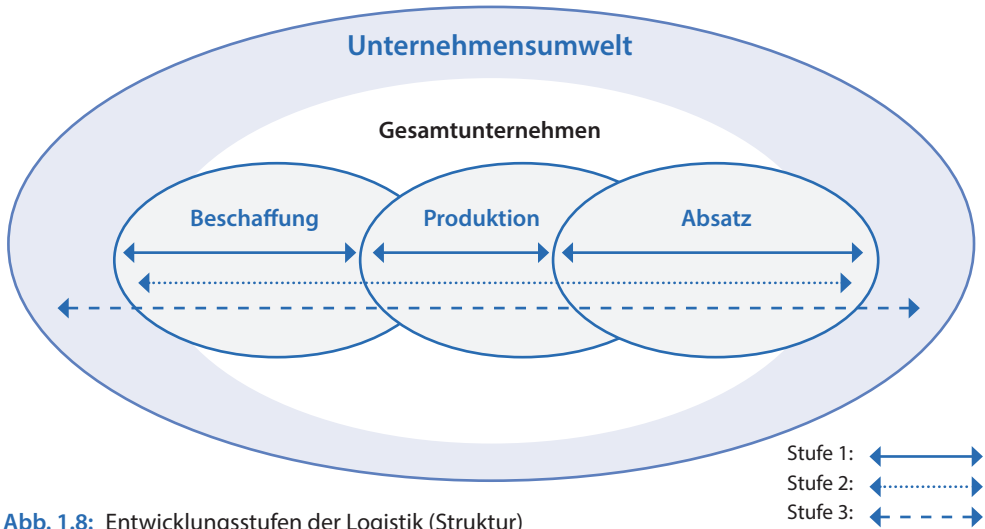 Unternehmensumwelt
Gesamtunternehmen
Beschaffung Produktion Absatz
Stufe 1:
Stufe 2:
Stufe 3:
Abb. 1.8: Entwicklungsstufen der Logistik (Struktur)